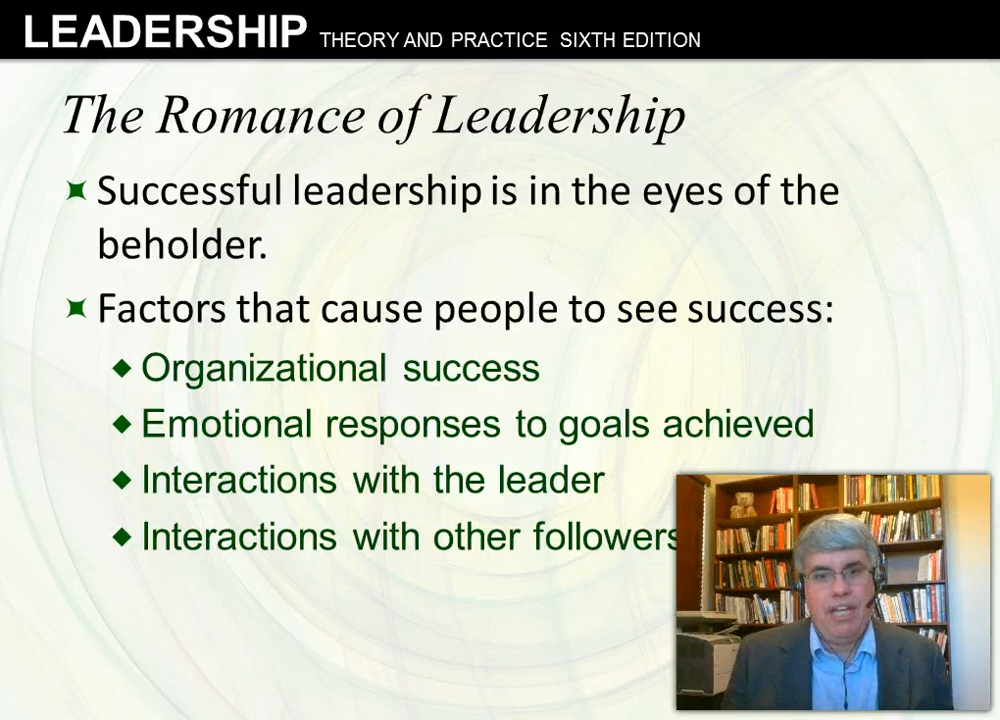 LEADERSHIP THEORY AND PRACTICE SIXTH EDITION
The Romance of Leadership
Successful leadership is in the eyes of the
beholder.
Factors that cause people to see success:
Organizational success
Emotional responses to goals achieved
Interactions with the leader
Interactions with other followers